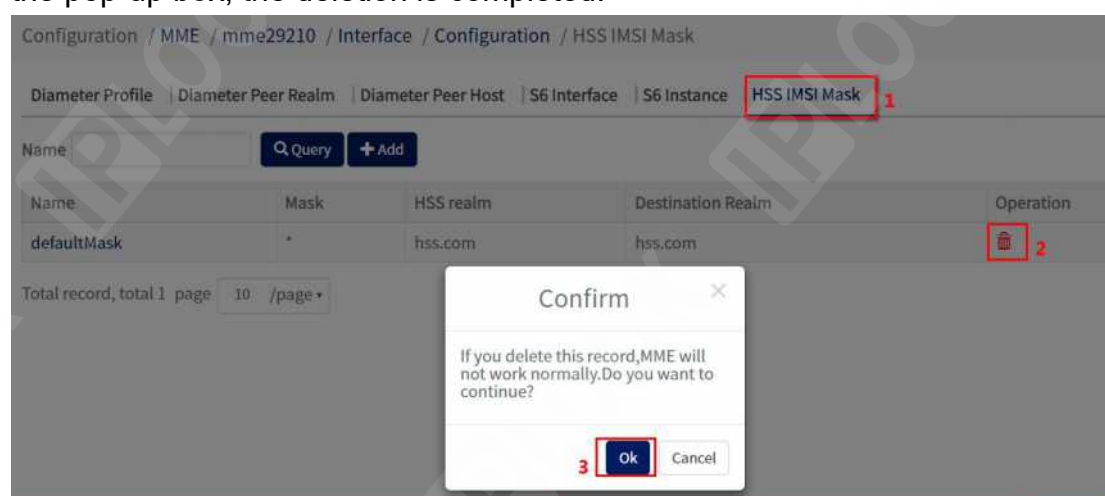 the pop-up box, the deletion is completed.
Configuration / MME / mme29210 / Interface / Configuration / HSS IMSI Mask
Diameter Profile | Diameter Peer Realm | Diameter Peer Host | S6 Interface | S6 Instance HSS IMSI Mask 1
Name Query + Add
Name Mask HSS realm Destination Realm Operation
defaultMask * hss.com hss.com 2
Total record, total 1 page 10 /page
Confirm ×
If you delete this record,MME will
not work normally.Do you want to
continue?
3 Ok Cancel